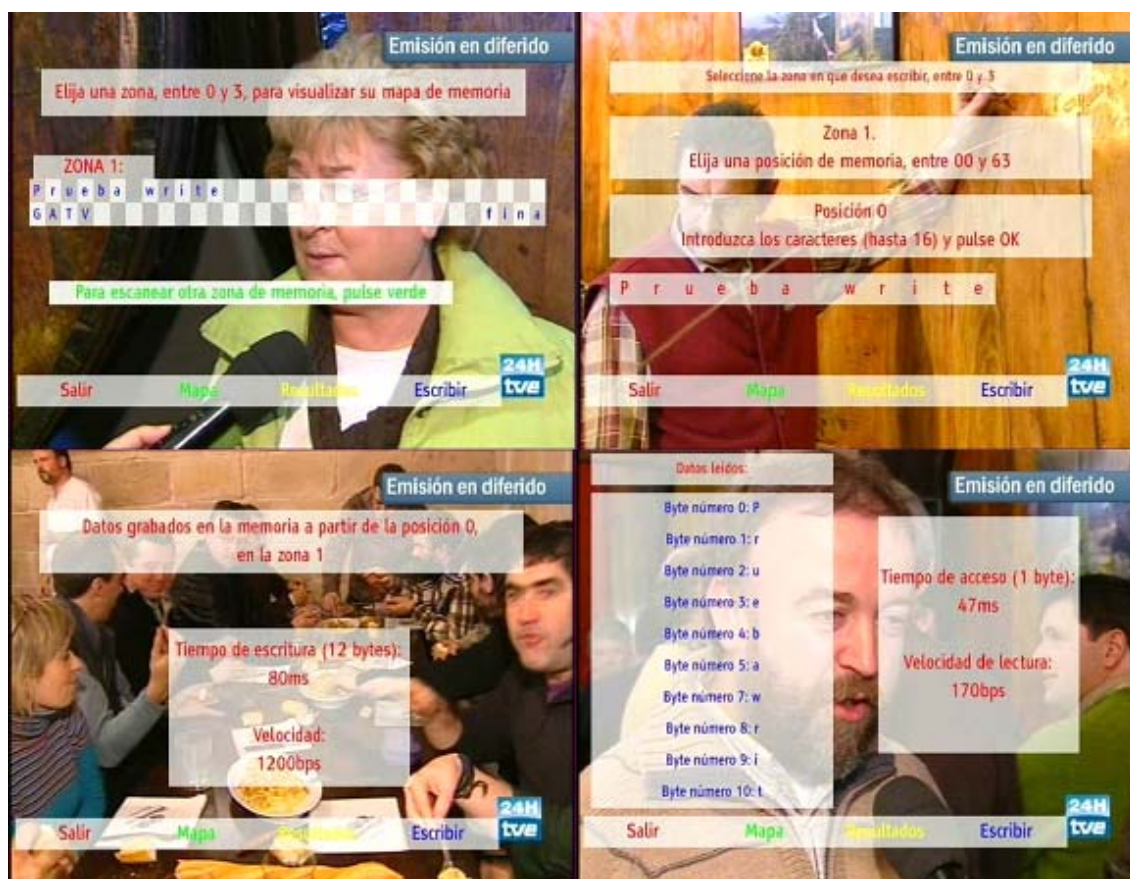 Emisión en diferido
Elija una zona, entre 0 y 3, para visualizar su mapa de memoria
ZONA 1:
Prueba write
GATV fina
Para escanear otra zona de memoria, pulse verde
24H
tve
Salir Mapa Resultados Escribir
Emisión en diferido
Seleccione la zona en que desea escribir, entre 0 y 3
Zona 1.
Elija una posición de memoria, entre 00 y 63
Posición 0
Introduzca los caracteres (hasta 16) y pulse OK
Prueba write
24H
tve
Salir Mapa Resultados Escribir
Emisión en diferido
Datos grabados en la memoria a partir de la posición 0,
en la zona 1
Tiempo de escritura (12 bytes):
80ms
Velocidad:
1200bps
24H
tve
Salir Mapa Resultados Escribir
Datos leídos:
Emisión en diferido
Byte número 0: P
Byte número 1: r
Byte número 2: u
Byte número 3: e
Byte número 4: b
Byte número 5: a
Byte número 7: w
Byte número 8: r
Byte número 9: i
Byte número 10: t
Tiempo de acceso (1 byte):
47ms
Velocidad de lectura:
170bps
24H
tve
Salir Mapa Resultados Escribir